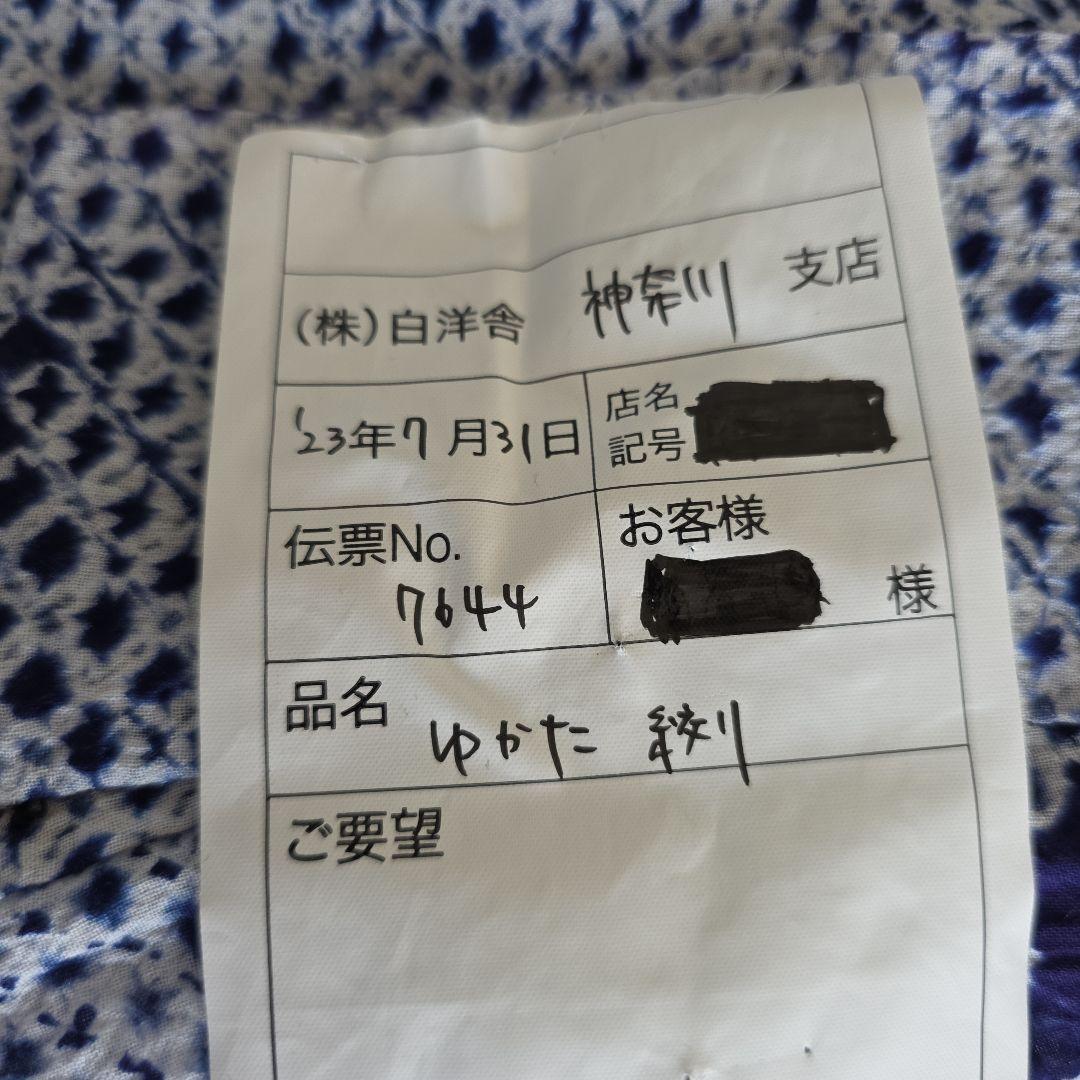 (株)白洋舎 神奈川 支店
'23年7月31日
店名
記号
伝票No.
7644
お客様
様
品名 ゆかた 絞り
ご要望